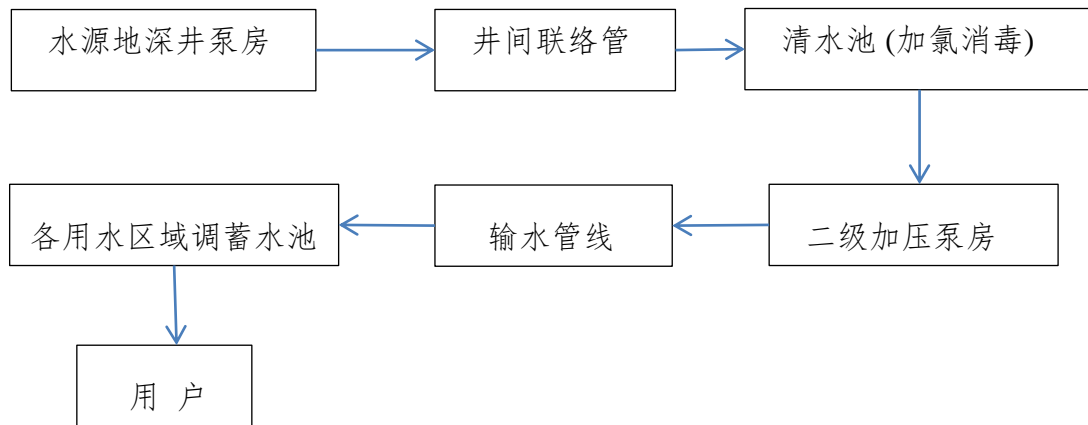 水源地深井泵房
井间联络管
清水池(加氯消毒)
二级加压泵房
输水管线
各用水区域调蓄水池
用 户